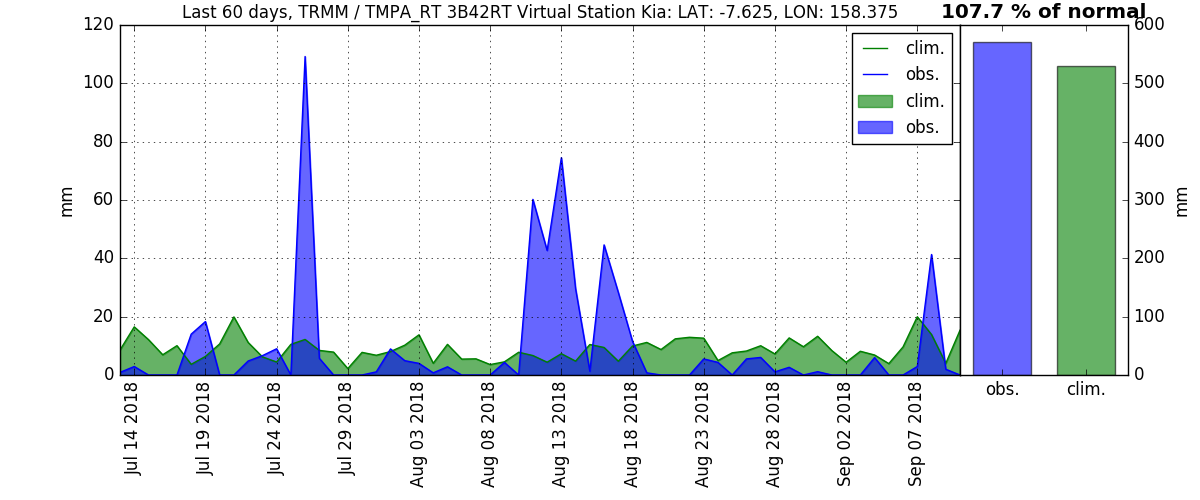 Last 60 days, TRMM / TMPA_RT 3B42RT Virtual Station Kia: LAT: -7.625, LON: 158.375
107.7 % of normal
120
100
80
60
40
20
0
mm
clim.
obs.
clim.
obs.
600
500
400
300
200
100
0
mm
Jul 14 2018
Jul 19 2018
Jul 24 2018
Jul 29 2018
Aug 03 2018
Aug 08 2018
Aug 13 2018
Aug 18 2018
Aug 23 2018
Aug 28 2018
Sep 02 2018
Sep 07 2018
obs.
clim.